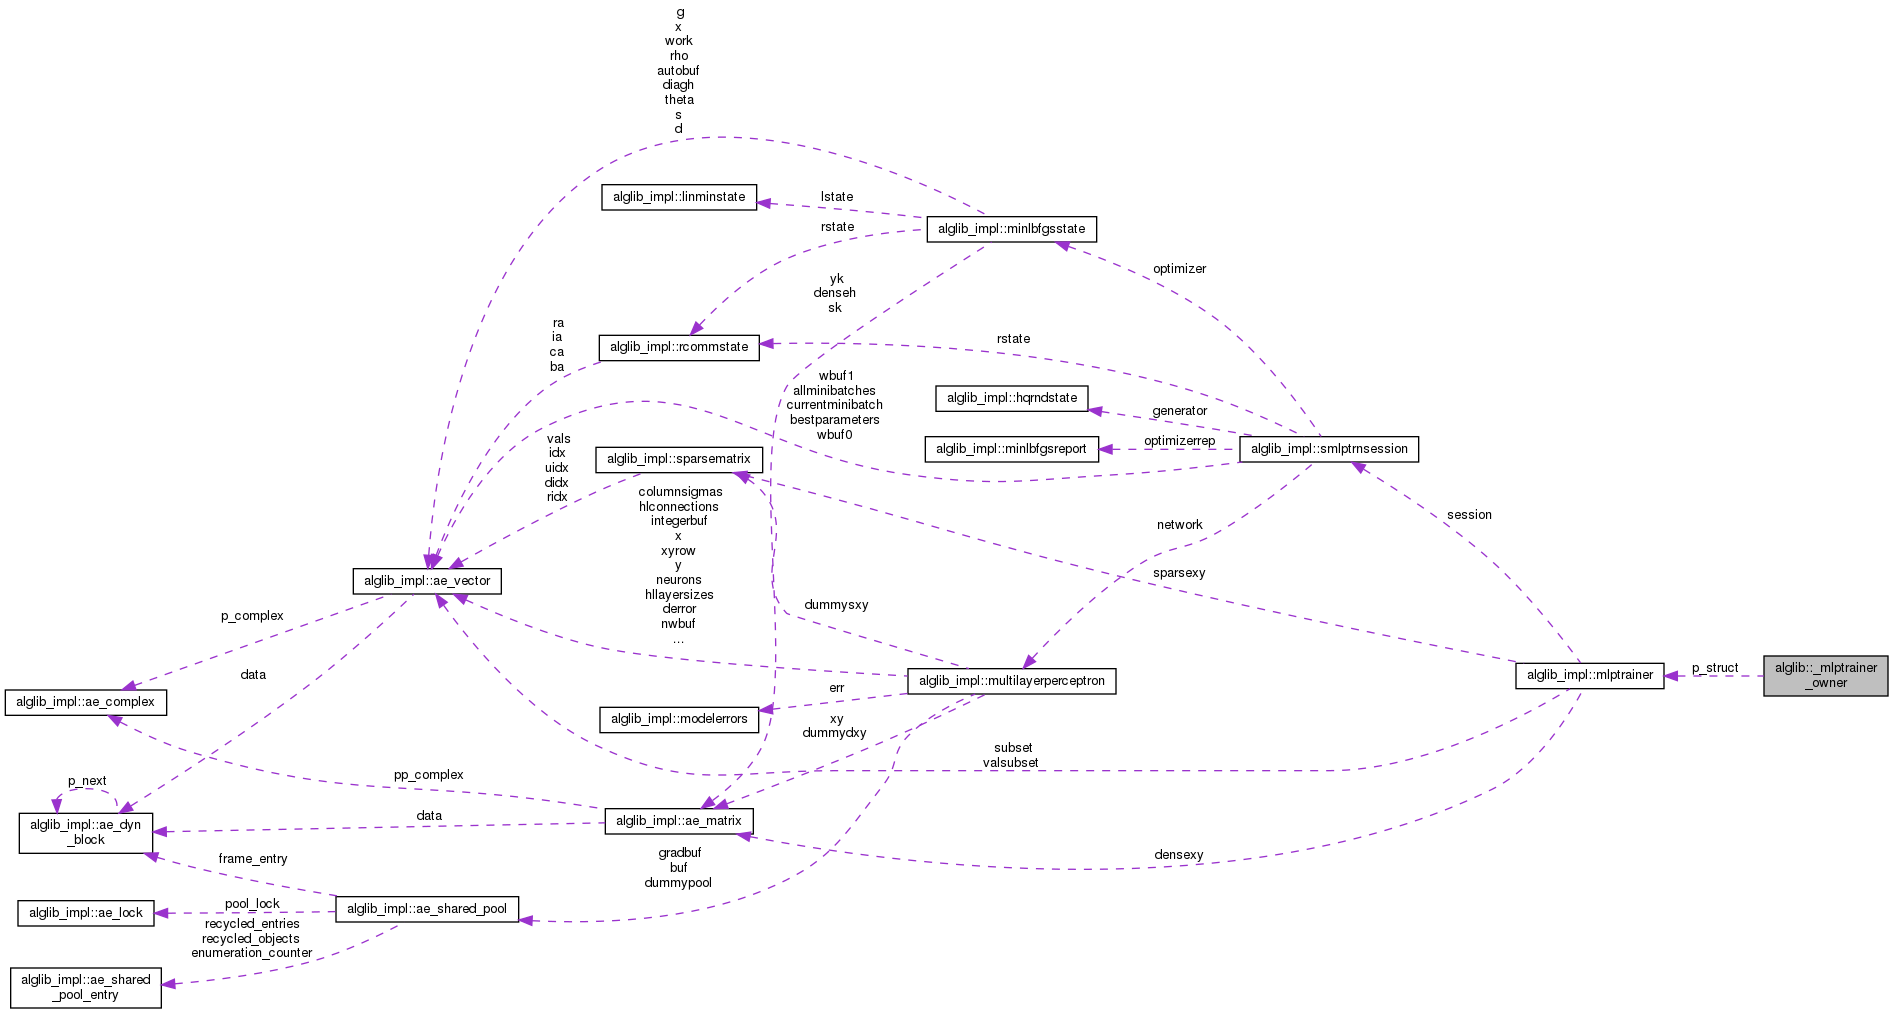 g
x
work
rho
autobuf
diagh
theta
s
d
alglib_impl::linminstate
lstate
rstate
alglib_impl::minlbfgsstate
optimizer
yk
denseh
sk
ra
ia
ca
ba
alglib_impl::rcommstate
rstate
wbuf1
allminibatches
currentminibatch
bestparameters
wbuf0
alglib_impl::hqrndstate
generator
alglib_impl::minlbfgsreport
optimizerrep
alglib_impl::smlptrnsession
vals
idx
uidx
didx
ridx
alglib_impl::sparsematrix
columnsigmas
hlconnections
integerbuf
x
xyrow
y
neurons
hllayersizes
derror
nwbuf
...
session
network
sparsexy
alglib_impl::ae_vector
p_complex
data
dummysxy
alglib_impl::multilayerperceptron
alglib_impl::mlptrainer
p_struct
alglib::_mlptrainer
_owner
alglib_impl::ae_complex
err
alglib_impl::modelerrors
xy
dummydxy
subset
valsubset
pp_complex
p_next
alglib_impl::ae_dyn
_block
data
alglib_impl::ae_matrix
densexy
frame_entry
gradbuf
buf
dummypool
pool_lock
alglib_impl::ae_lock
alglib_impl::ae_shared_pool
recycled_entries
recycled_objects
enumeration_counter
alglib_impl::ae_shared
_pool_entry